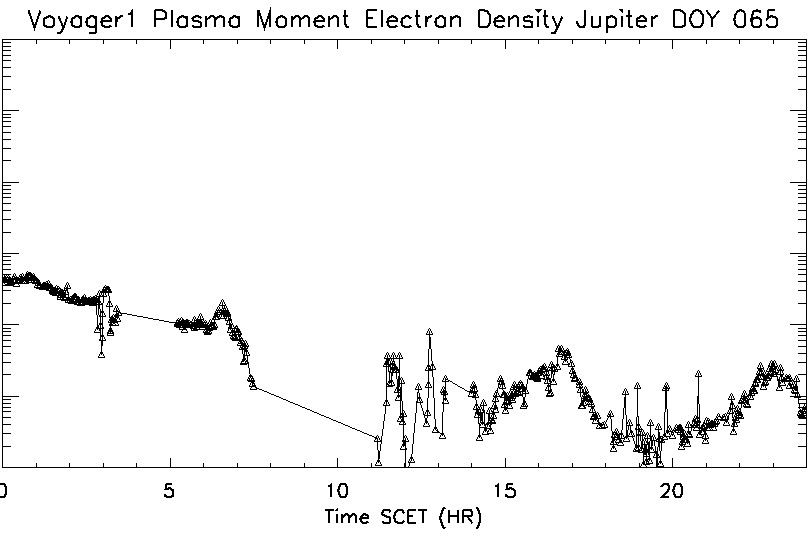 Voyager1 Plasma Moment Electron Density Jupiter DOY 065
0 5 10 15 20
Time SCET (HR)